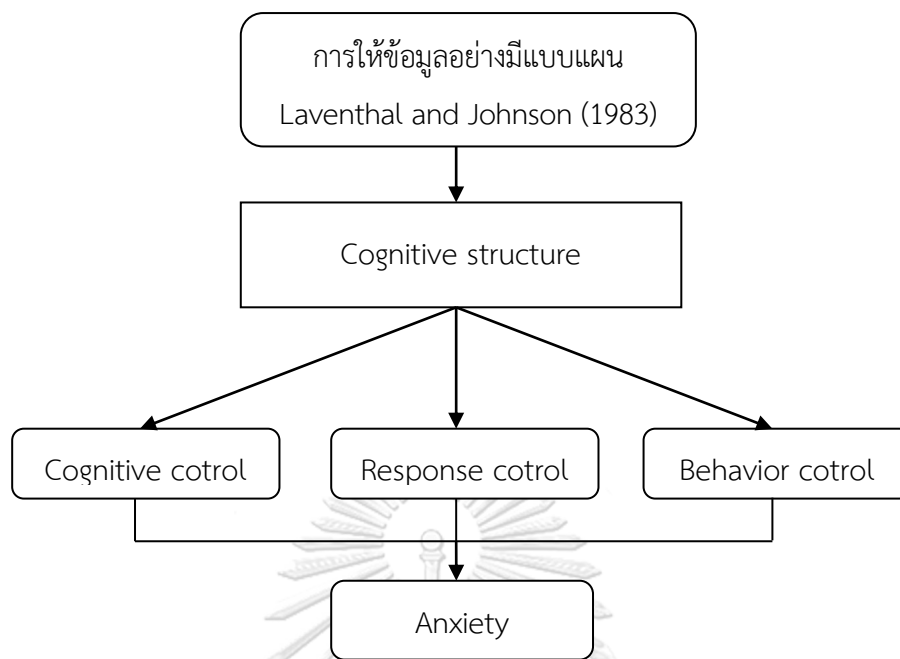 การให้ข้อมูลอย่างมีแบบแผน
Laventhal and Johnson (1983)
Cognitive structure
Cognitive cotrol
Response cotrol
Behavior cotrol
Anxiety